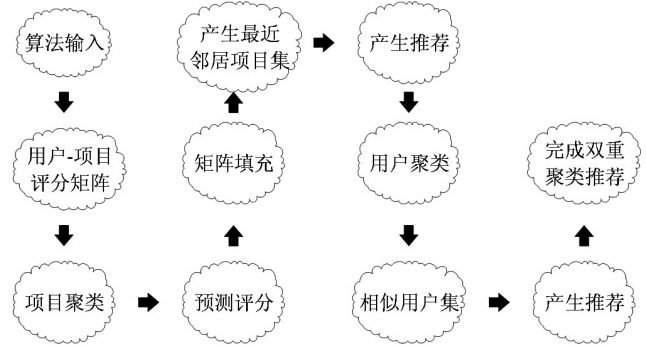 算法输入
用户-项目
评分矩阵
项目聚类
预测评分
矩阵填充
产生最近
邻居项目集
产生推荐
用户聚类
相似用户集
产生推荐
完成双重
聚类推荐